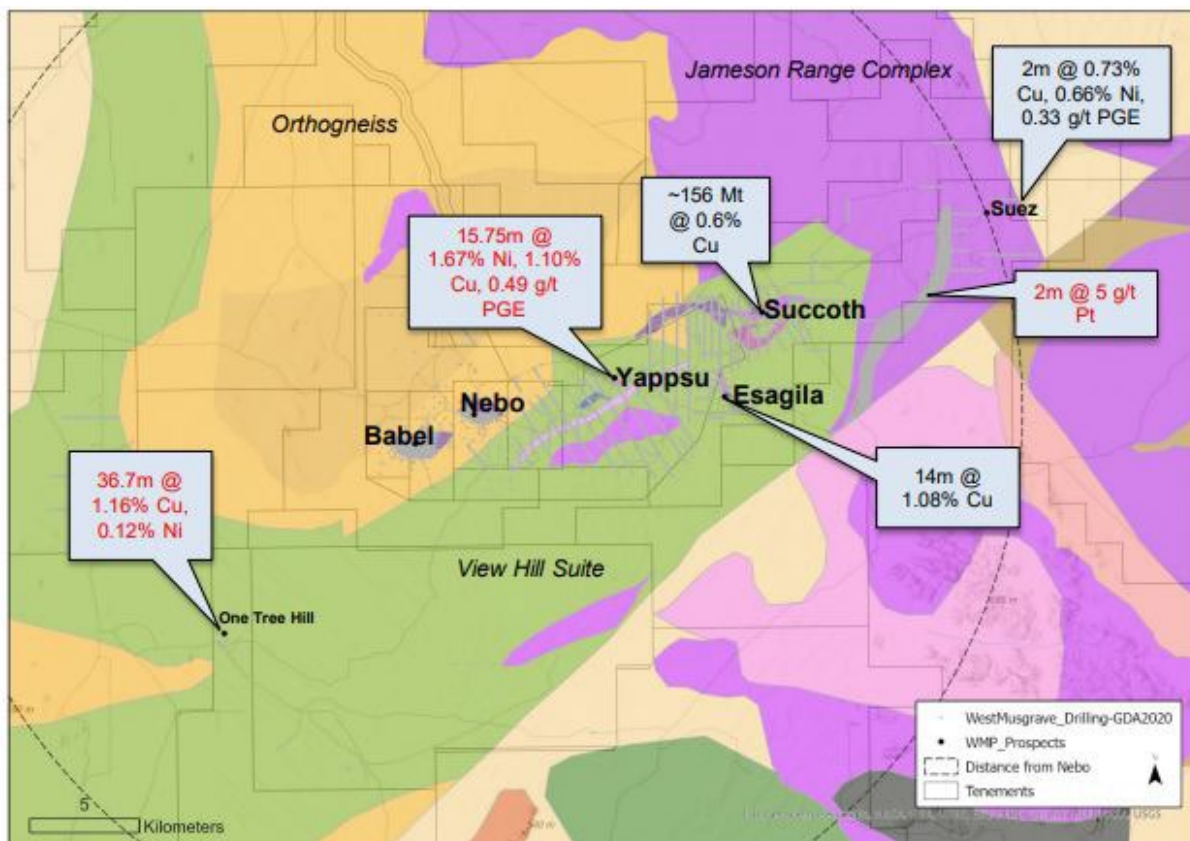 Jameson Range Complex
2m @ 0.73%
Cu, 0.66% Ni,
0.33 g/t PGE
Orthogneiss
~156 Mt
@ 0.6%
Cu
Suez
15.75m @
1.67% Ni, 1.10%
Cu, 0.49 g/t
PGE
2m @ 5 g/t
Pt
Succoth
Yappsu
Esagila
Nebo
Babel
36.7m @
1.16% Cu,
0.12% Ni
14m @
1.08% Cu
View Hill Suite
One Tree Hill
WestMusgrave_Drilling-GDA2020
WMP_Prospects
Distance from Nebo
Tenements
5
Kilometers
USGS